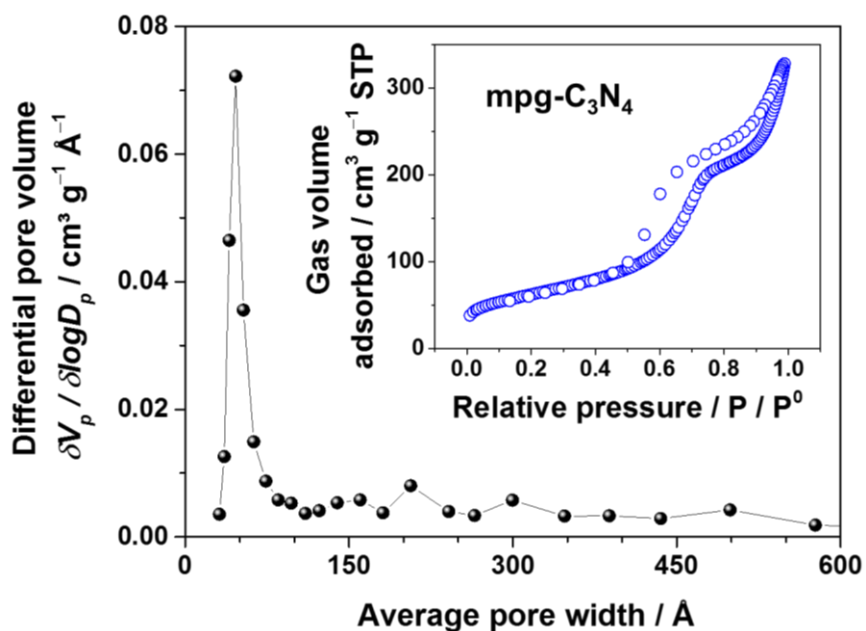 Differential pore volume
δVₚ / δlogDₚ / cm³ g⁻¹ Å⁻¹
0.08
0.06
0.04
0.02
0.00
0
150
300
450
600
Average pore width / Å
mpg-C₃N₄
Gas volume
adsorbed / cm³ g⁻¹ STP
300
200
100
0
0.0
0.2
0.4
0.6
0.8
1.0
Relative pressure / P / P⁰